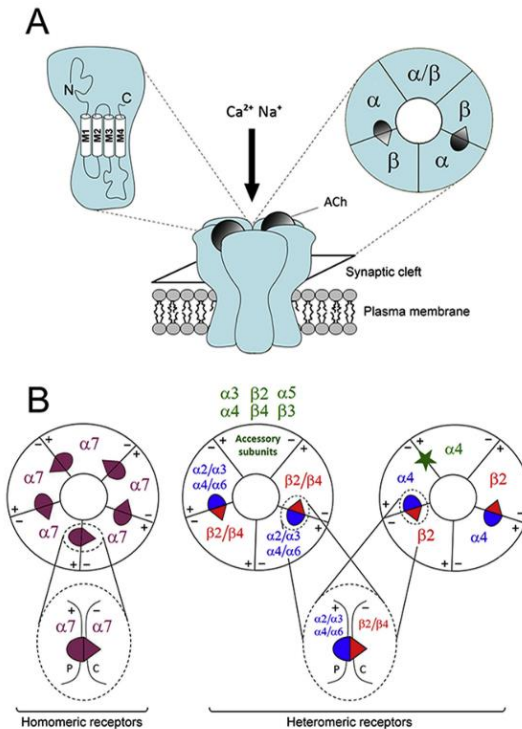 A
N
C
M1
M2
M3
M4
Ca²⁺ Na⁺
α/β
α
β
β
α
ACh
Synaptic cleft
Plasma membrane
B
α3 β2 α5
α4 β4 β3
Accessory
subunits
α7
α7
α7
α7
α7
− +
+
−
− +
+
−
+ −
α2/α3
α4/α6
β2/β4
β2/β4
α2/α3
α4/α6
− +
+
−
− +
+
−
+ −
α4
α4
β2
β2
α4
− +
+
−
− +
+
−
+ −
+ −
α7 α7
P C
+ −
α2/α3
α4/α6
β2/β4
P C
Homomeric receptors
Heteromeric receptors